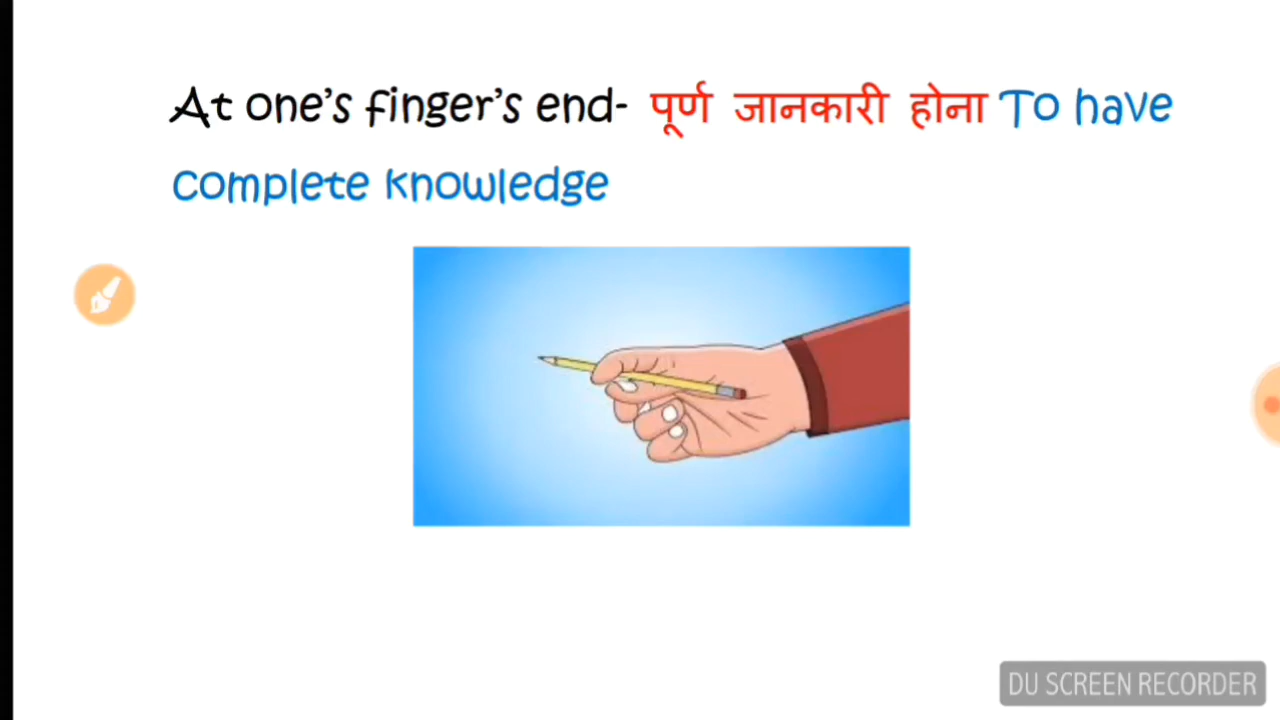 At one's finger's end- पूर्ण जानकारी होना To have
complete knowledge
DU SCREEN RECORDER